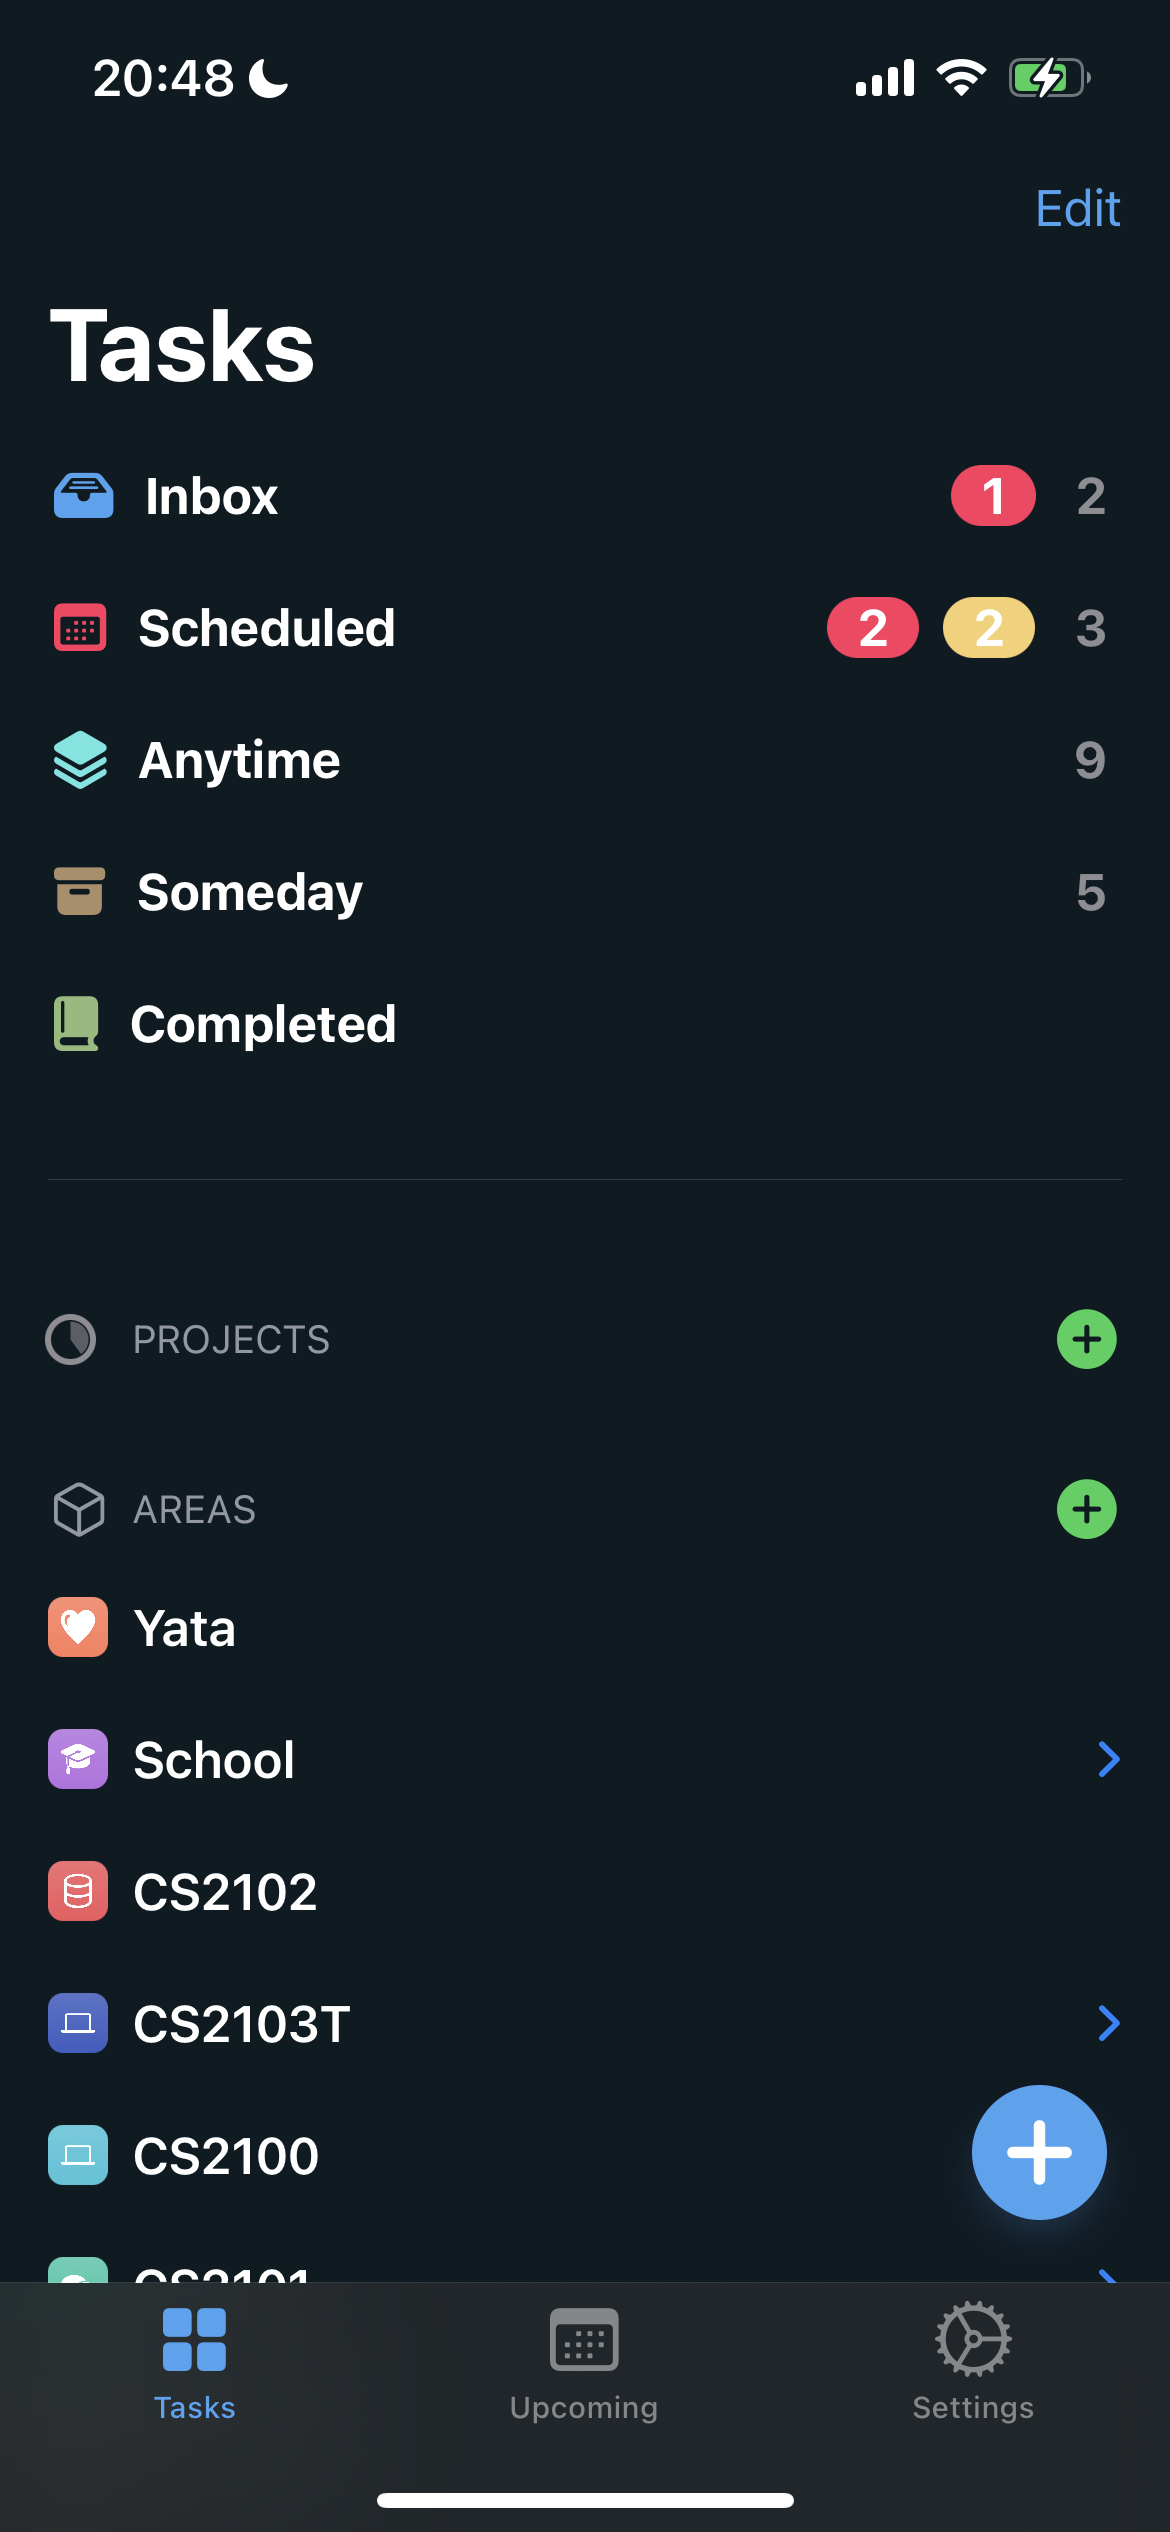 20:48
Edit
Tasks
Inbox 1 2
Scheduled 2 2 3
Anytime 9
Someday 5
Completed
PROJECTS
AREAS
Yata
School
CS2102
CS2103T
CS2100
CS2101
Tasks Upcoming Settings